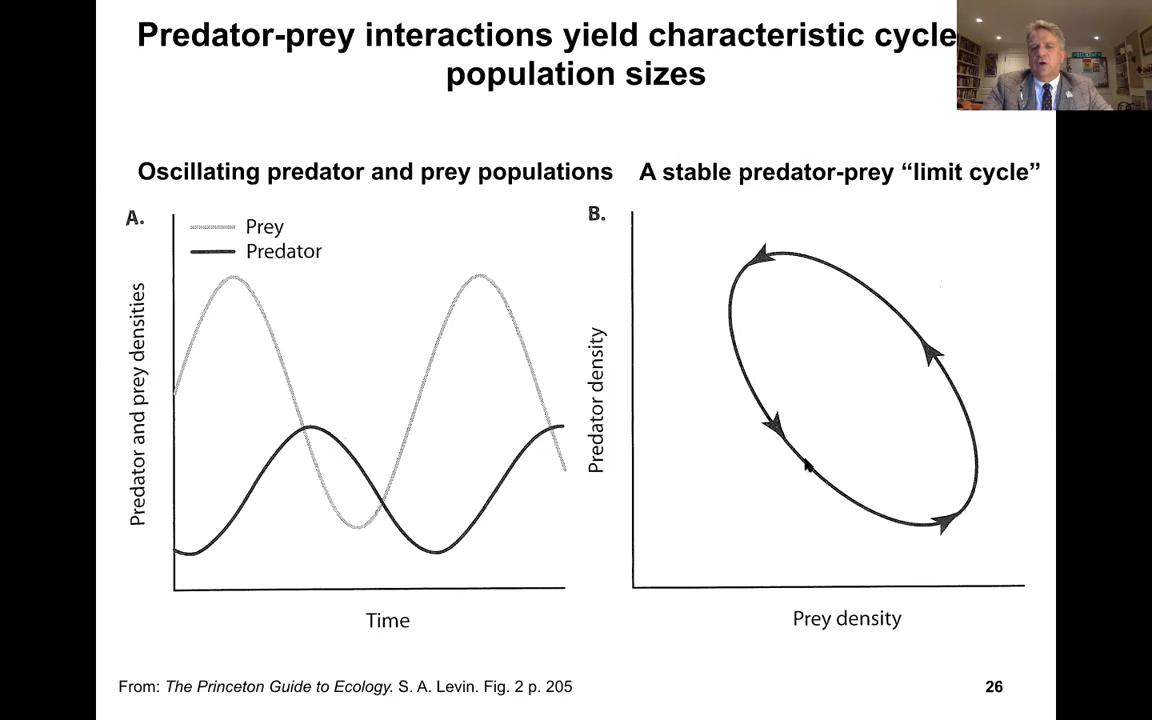 Predator-prey interactions yield characteristic cycle
population sizes
Oscillating predator and prey populations
A stable predator-prey “limit cycle”
A.
Prey
Predator
Predator and prey densities
Time
B.
Predator density
Prey density
From: The Princeton Guide to Ecology. S. A. Levin. Fig. 2 p. 205
26